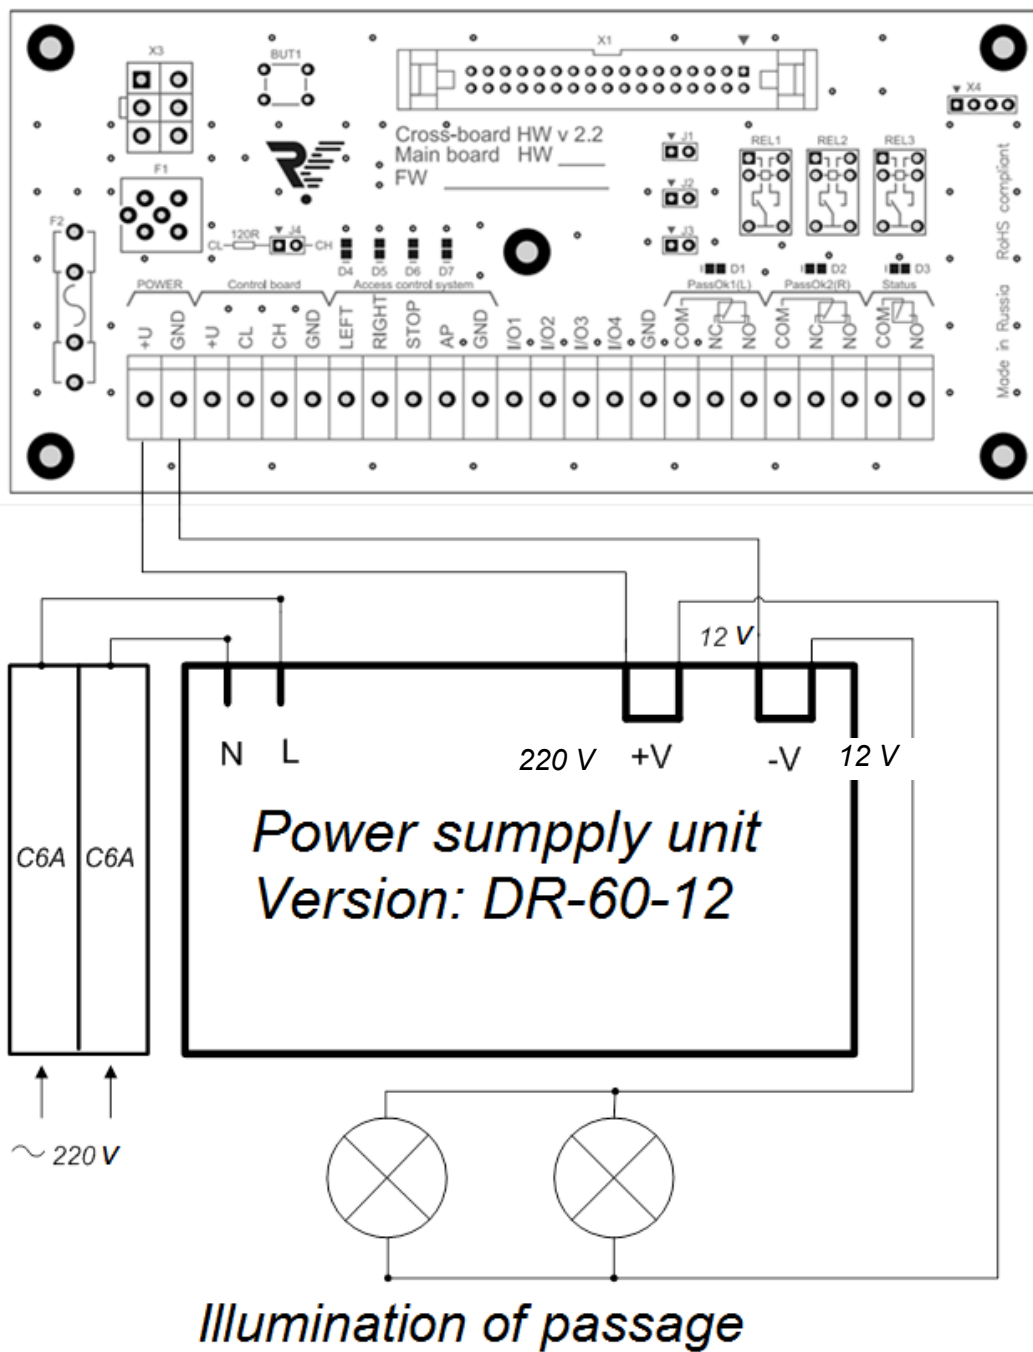 X3
BUT1
X1
X4
Cross-board HW v 2.2
Main board HW
FW
J1
J2
J3
REL1 REL2 REL3
F1
F2
CL 120R J4 CH
D4 D5 D6 D7
D1 D2 D3
POWER Control board Access control system PassOk1(L) PassOk2(R) Status
+U GND +U CL CH GND LEFT RIGHT STOP AP GND I/O1 I/O2 I/O3 I/O4 GND COM NC NO COM NC NO COM NO
Made in Russia RoHS compliant
12 V
N L 220 V +V -V 12 V
Power sumpply unit
Version: DR-60-12
C6A C6A
~ 220 V
Illumination of passage